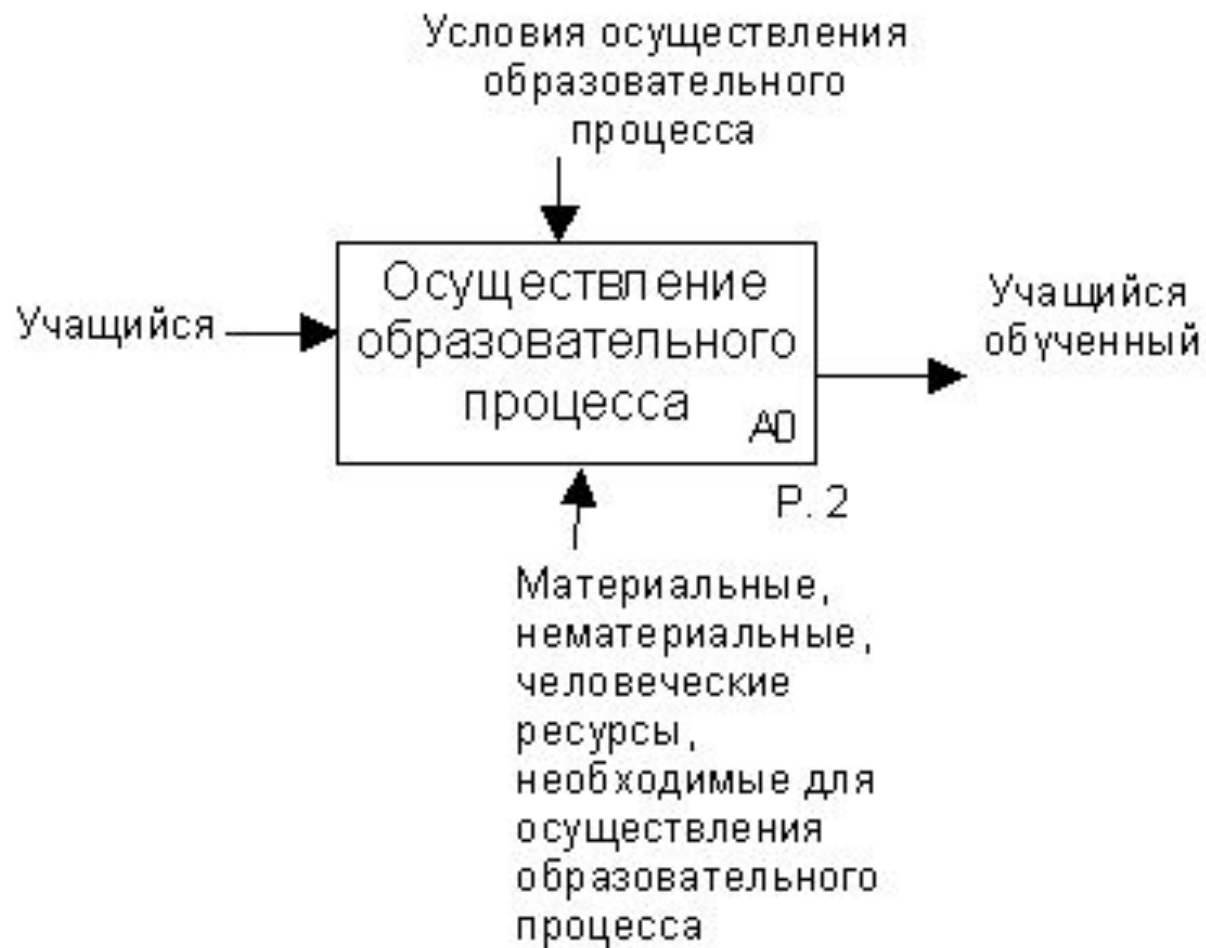 Условия осуществления
образовательного
процесса
Осуществление
образовательного
процесса
A0
Учащийся
Учащийся
обученный
P. 2
Материальные,
нематериальные,
человеческие
ресурсы,
необходимые для
осуществления
образовательного
процесса